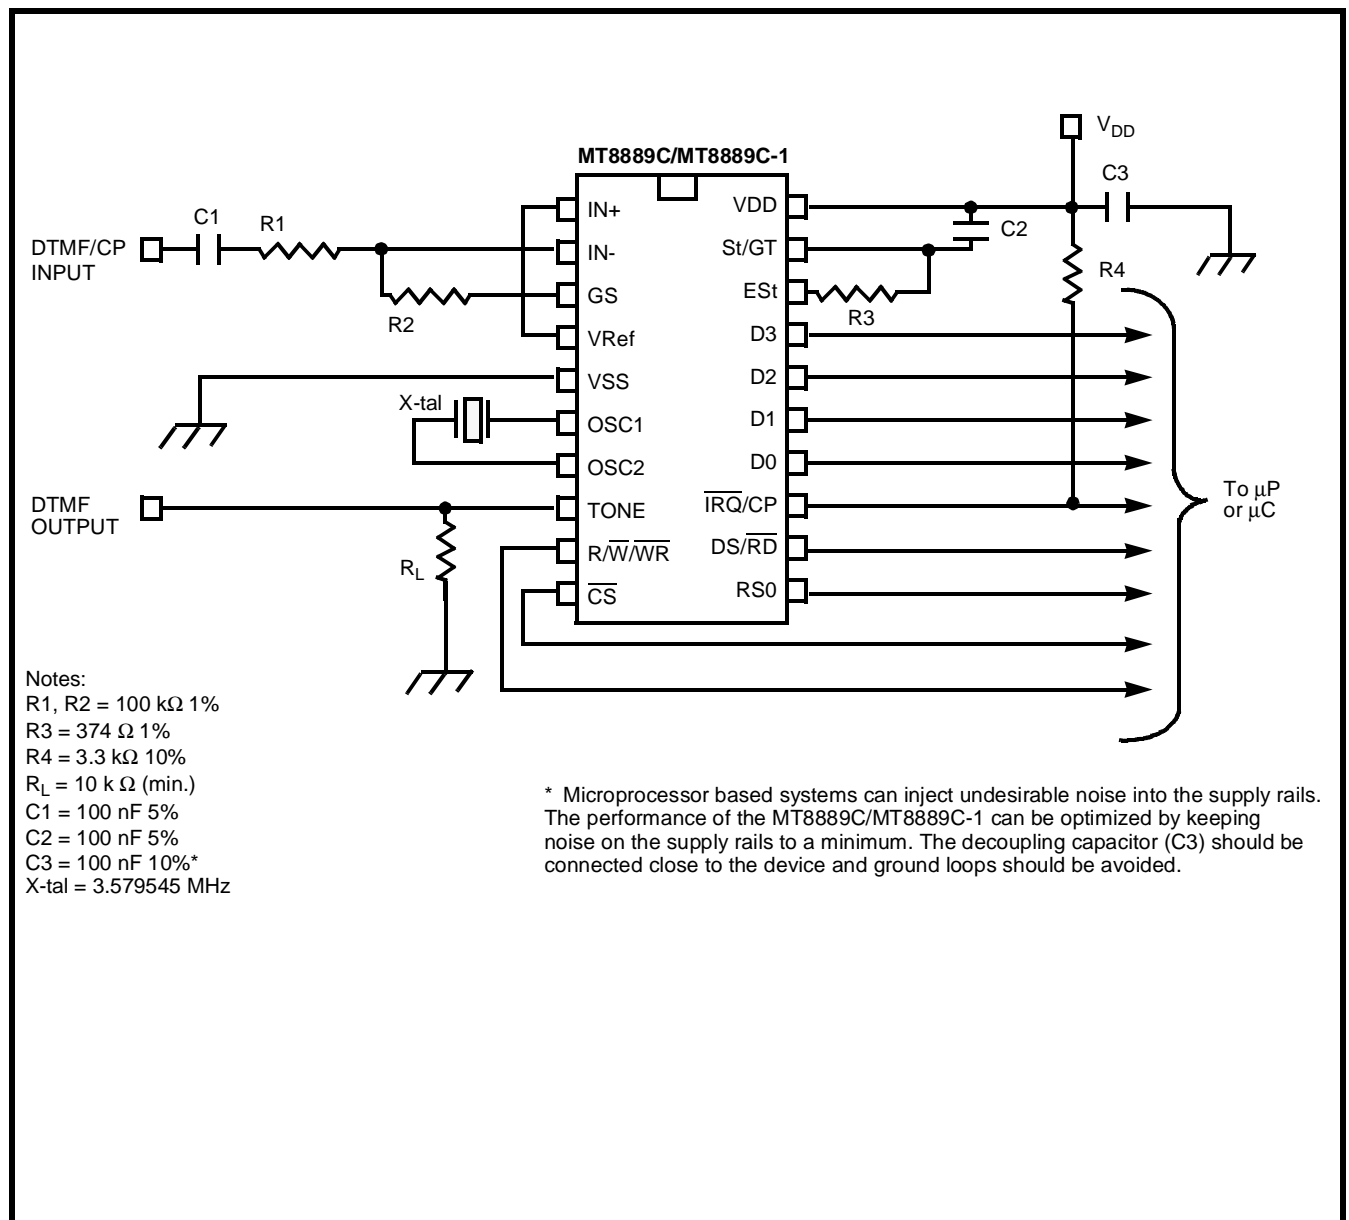 MT8889C/MT8889C-1
V_DD
C3
C1
R1
DTMF/CP
INPUT
R2
IN+
IN-
GS
VRef
VSS
OSC1
OSC2
TONE
R/W̅/W̅R̅
C̅S̅
VDD
St/GT
ESt
D3
D2
D1
D0
I̅R̅Q̅/CP
DS/R̅D̅
RS0
C2
R4
R3
X-tal
DTMF
OUTPUT
R_L
To μP
or μC
Notes:
R1, R2 = 100 kΩ 1%
R3 = 374 Ω 1%
R4 = 3.3 kΩ 10%
R_L = 10 k Ω (min.)
C1 = 100 nF 5%
C2 = 100 nF 5%
C3 = 100 nF 10%*
X-tal = 3.579545 MHz
* Microprocessor based systems can inject undesirable noise into the supply rails.
The performance of the MT8889C/MT8889C-1 can be optimized by keeping
noise on the supply rails to a minimum. The decoupling capacitor (C3) should be
connected close to the device and ground loops should be avoided.